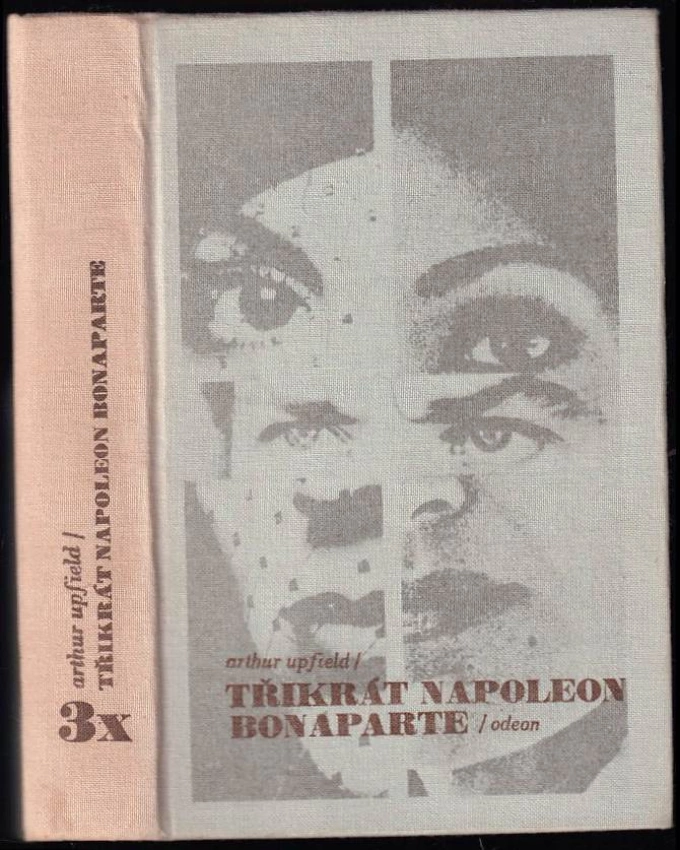 arthur upfield /
TŘIKRÁT NAPOLEON BONAPARTE
3x
arthur upfield /
TŘIKRÁT NAPOLEON
BONAPARTE / odeon